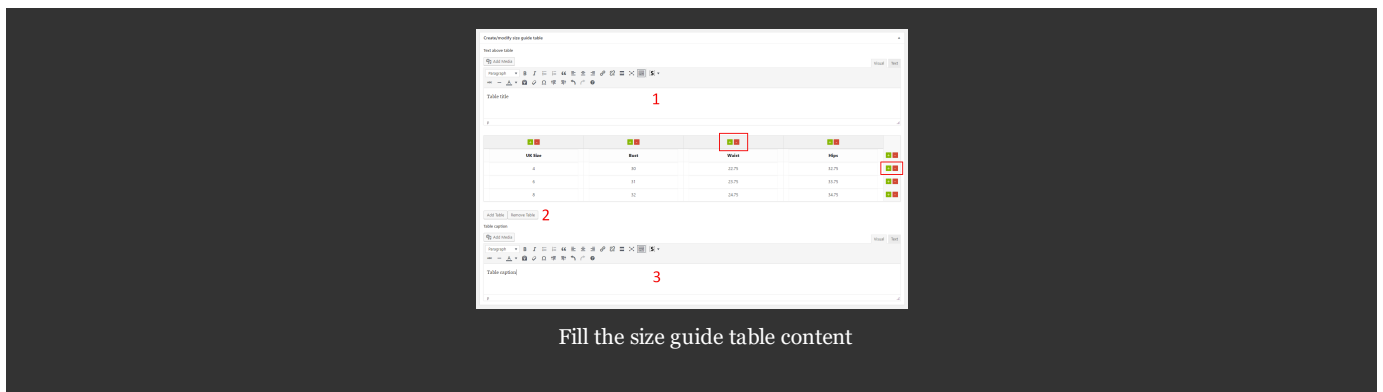 Create/modify size guide table
Text above table
Add Media
Visual Text
Paragraph
Table title
1
P
UK Size Bust Waist Hips
4 30 22.75 32.75
6 31 23.75 33.75
8 32 24.75 34.75
Add Table Remove Table 2
Table caption
Add Media
Visual Text
Paragraph
Table caption
3
P
Fill the size guide table content